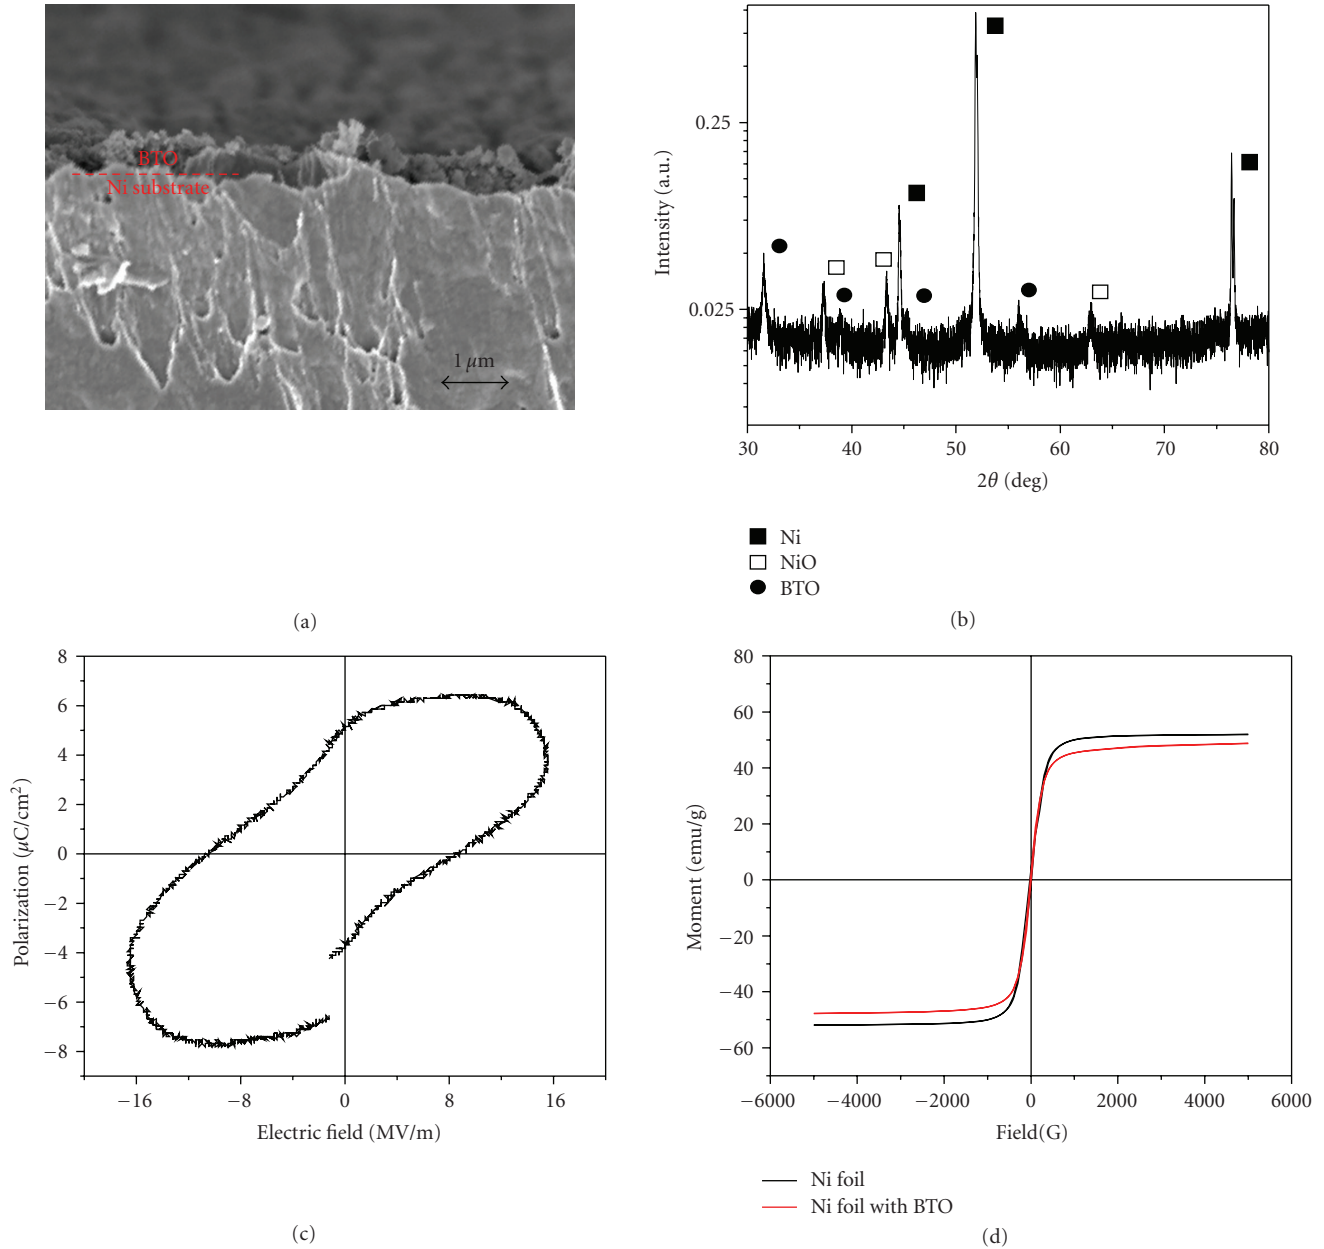 BTO
Ni substrate
1 μm
(a)
Intensity (a.u.)
0.25
0.025
30 40 50 60 70 80
2θ (deg)
Ni
NiO
BTO
(b)
Polarization (μC/cm²)
8
6
4
2
0
−2
−4
−6
−8
−16 −8 0 8 16
Electric field (MV/m)
(c)
Moment (emu/g)
80
60
40
20
0
−20
−40
−60
−6000 −4000 −2000 0 2000 4000 6000
Field(G)
Ni foil
Ni foil with BTO
(d)